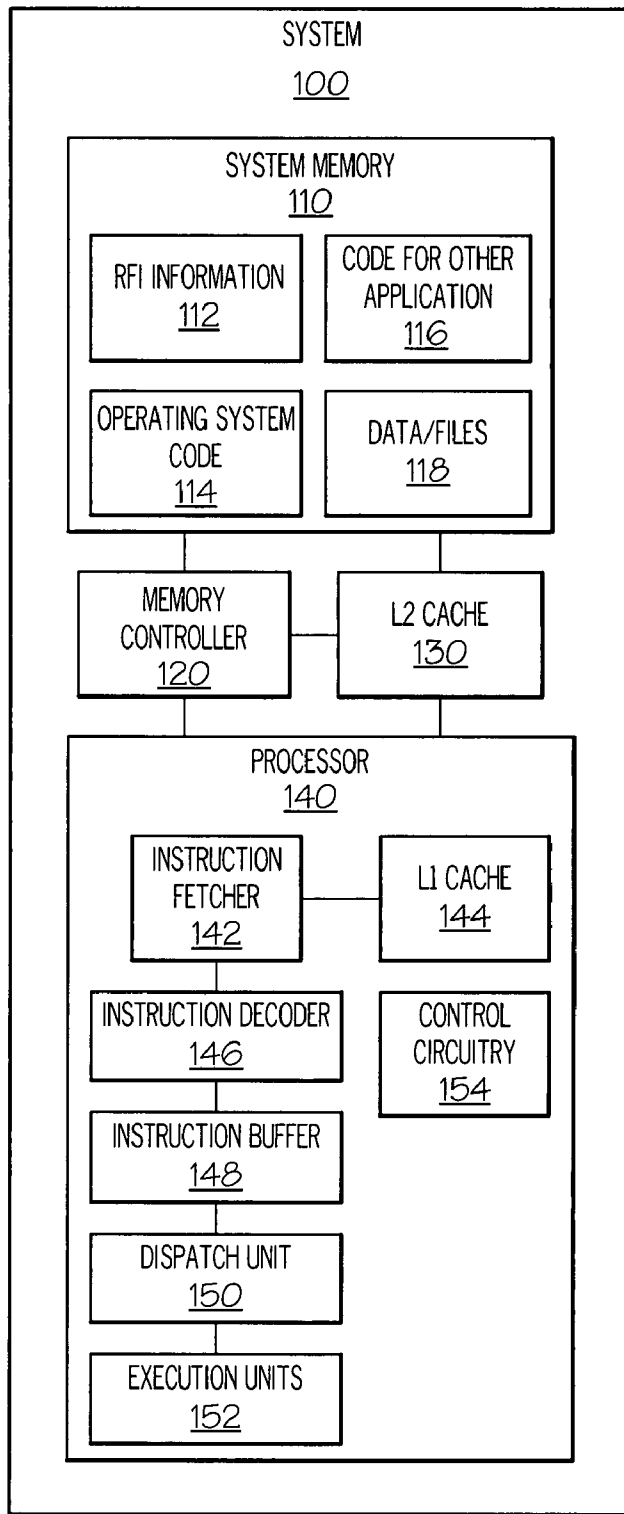 SYSTEM
100
SYSTEM MEMORY
110
RFI INFORMATION
112
CODE FOR OTHER
APPLICATION
116
OPERATING SYSTEM
CODE
114
DATA/FILES
118
MEMORY
CONTROLLER
120
L2 CACHE
130
PROCESSOR
140
INSTRUCTION
FETCHER
142
L1 CACHE
144
INSTRUCTION DECODER
146
CONTROL
CIRCUITRY
154
INSTRUCTION BUFFER
148
DISPATCH UNIT
150
EXECUTION UNITS
152